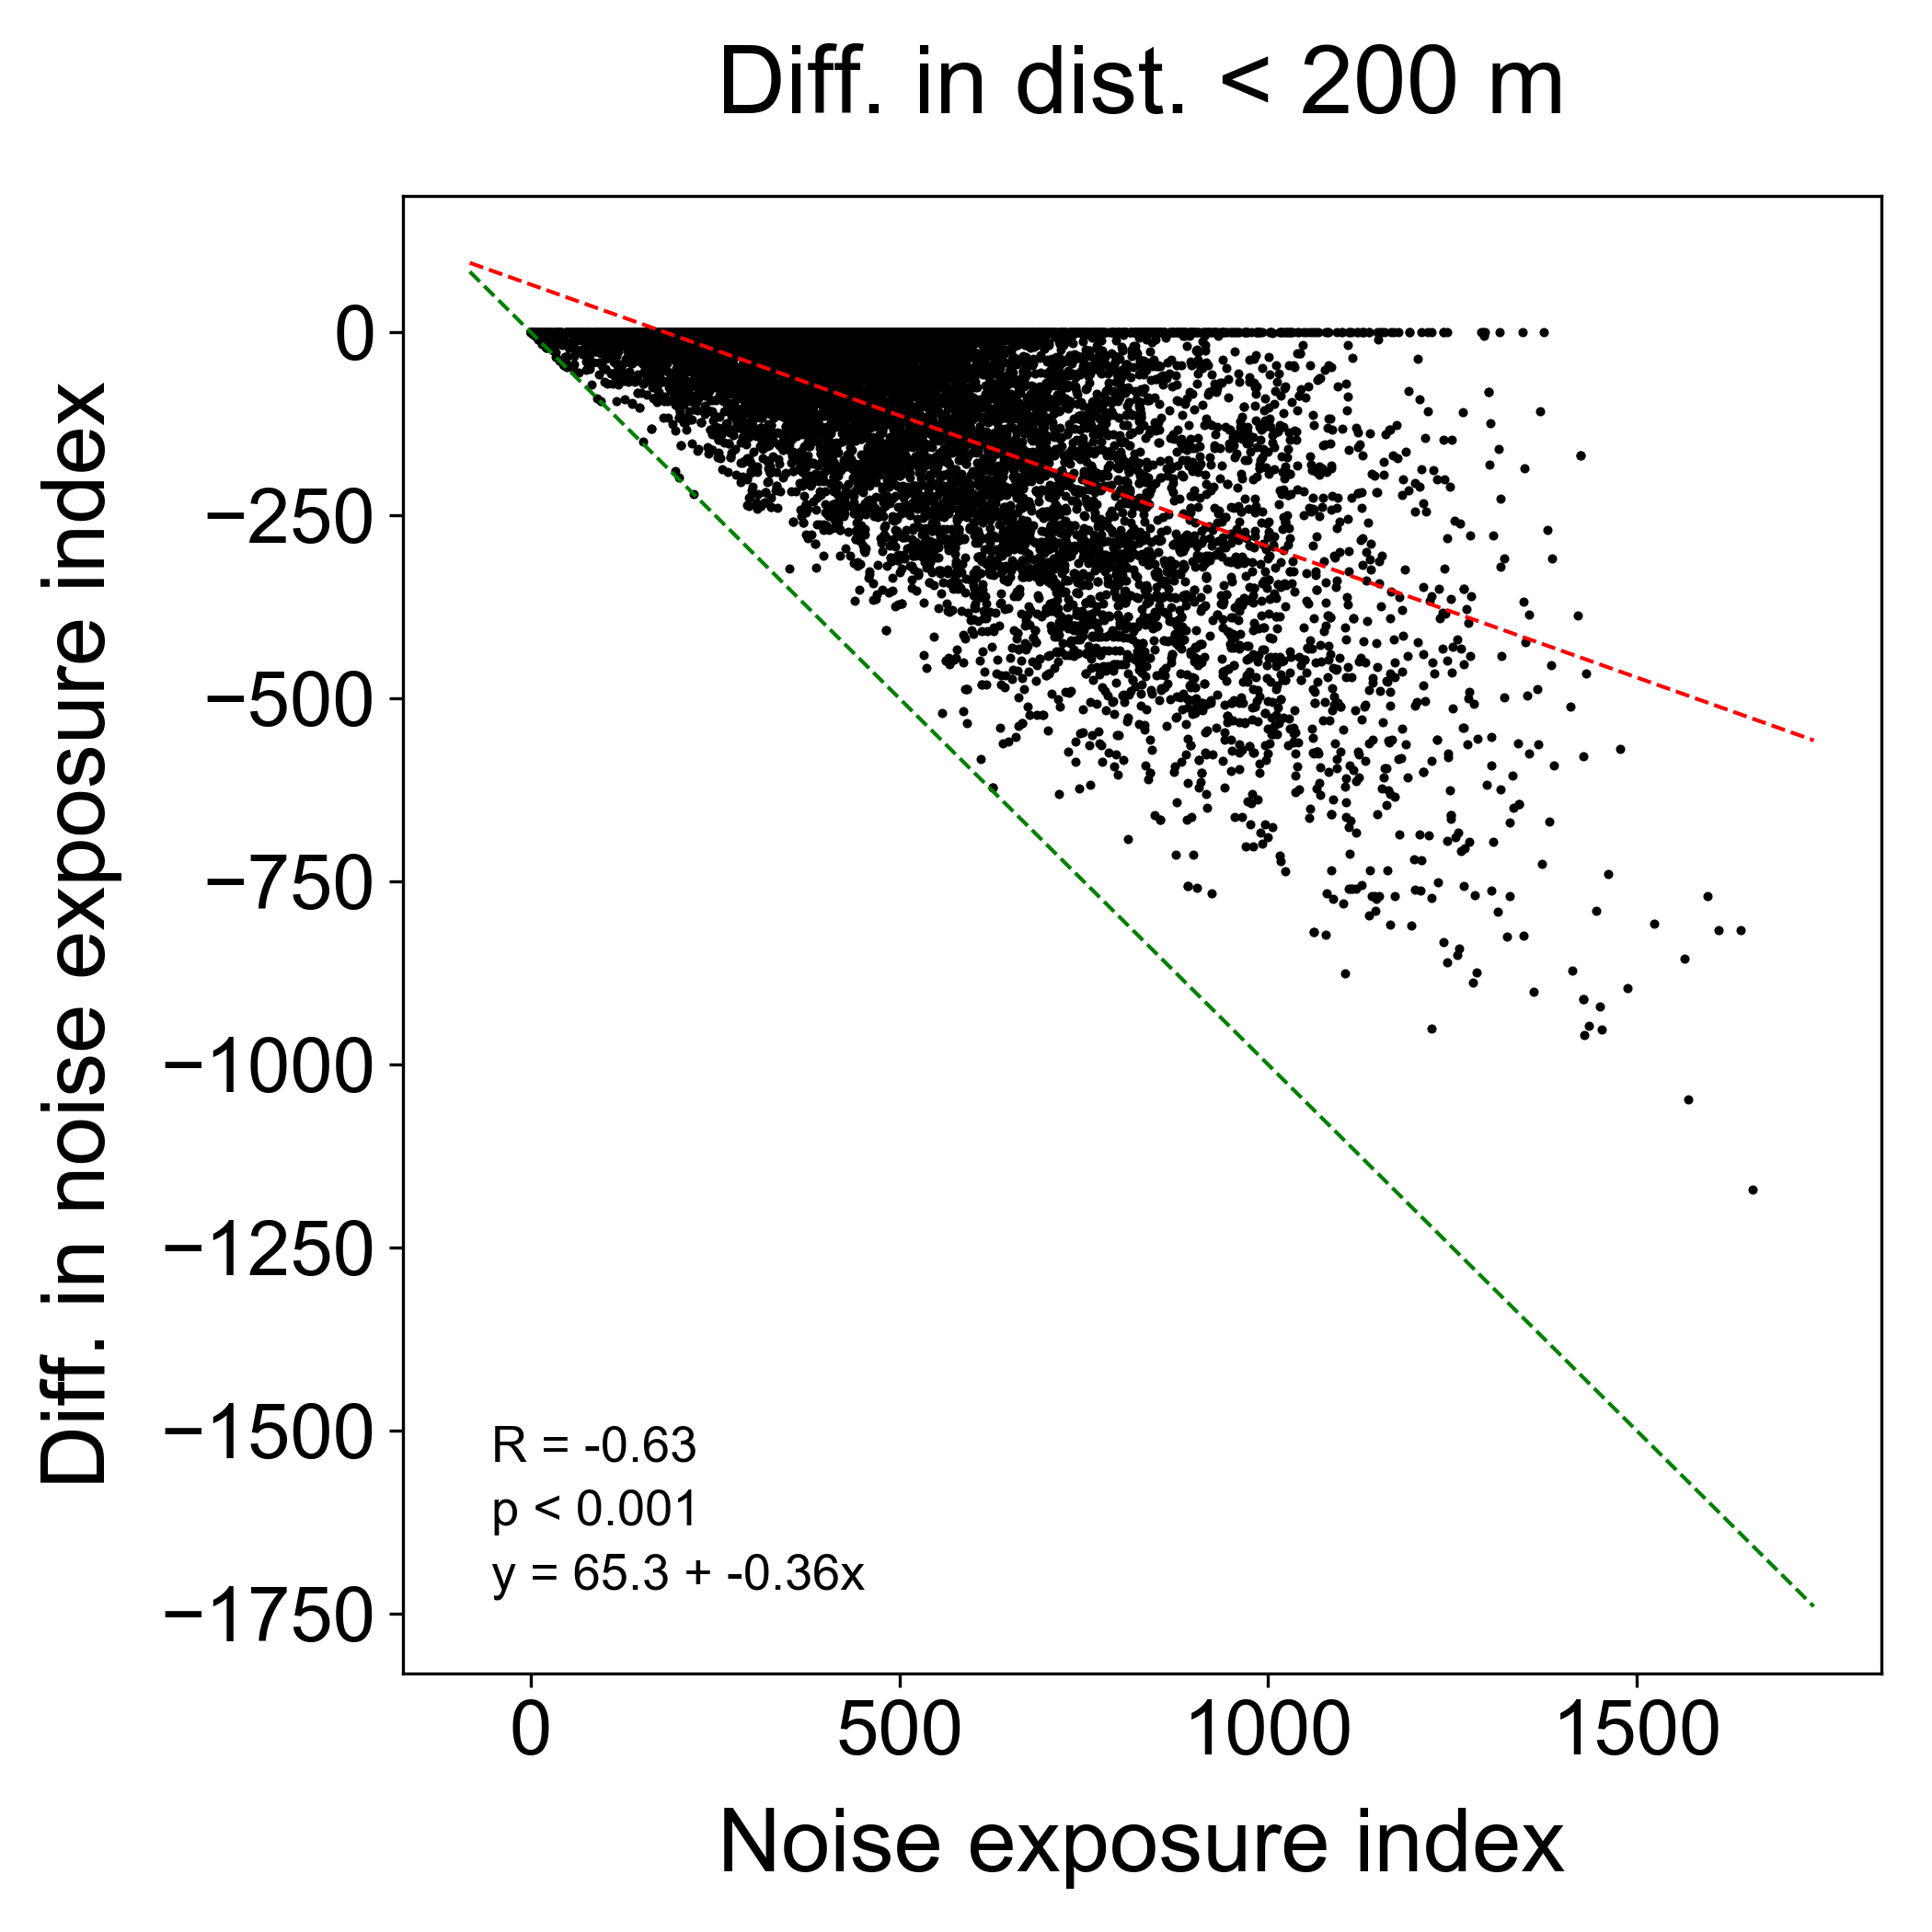 Diff. in dist. < 200 m
Diff. in noise exposure index
0
−250
−500
−750
−1000
−1250
−1500
−1750
R = -0.63
p < 0.001
y = 65.3 + -0.36x
0 500 1000 1500
Noise exposure index